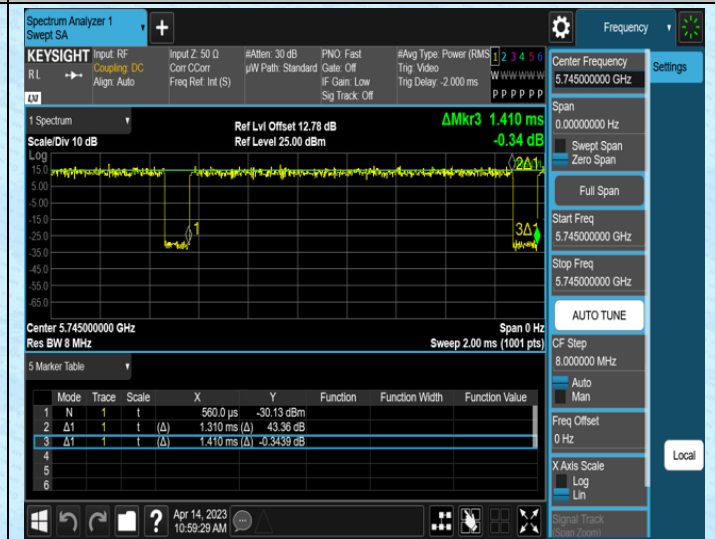 Spectrum Analyzer 1
Swept SA
Frequency
KEYSIGHT
RL
LXI
Input: RF
Coupling: DC
Align: Auto
Input Z: 50 Ω
Corr CCorr
Freq Ref: Int (S)
#Atten: 30 dB
µW Path: Standard
PNO: Fast
Gate: Off
IF Gain: Low
Sig Track: Off
#Avg Type: Power (RMS
Trig: Video
Trig Delay: -2.000 ms
1 2 3 4 5 6
W W W W W W
P P P P P P
Center Frequency
5.745000000 GHz
Settings
Span
0.00000000 Hz
Swept Span
Zero Span
Full Span
Start Freq
5.745000000 GHz
Stop Freq
5.745000000 GHz
AUTO TUNE
CF Step
8.000000 MHz
Auto
Man
Freq Offset
0 Hz
X Axis Scale
Log
Lin
Signal Track
(Span Zoom)
Local
1 Spectrum
Scale/Div 10 dB
Ref Lvl Offset 12.78 dB
Ref Level 25.00 dBm
ΔMkr3 1.410 ms
-0.34 dB
Log
15.0
5.00
-5.00
-15.0
-25.0
-35.0
-45.0
-55.0
-65.0
1
2Δ1
3Δ1
Center 5.745000000 GHz
Span 0 Hz
Res BW 8 MHz
Sweep 2.00 ms (1001 pts)
5 Marker Table
Mode Trace Scale X Y Function Function Width Function Value
1 N 1 t 560.0 µs -30.13 dBm
2 Δ1 1 t (Δ) 1.310 ms (Δ) 43.36 dB
3 Δ1 1 t (Δ) 1.410 ms (Δ) -0.3439 dB
4
5
6
?
Apr 14, 2023
10:59:29 AM